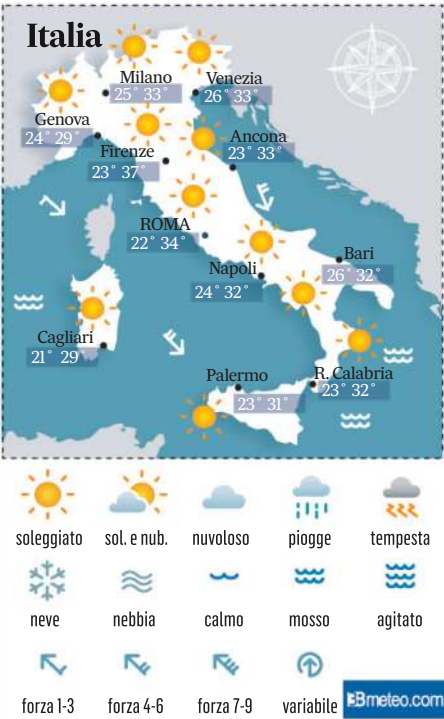 Italia
Milano
25° 33°
Venezia
26° 33°
Genova
24° 29°
Firenze
23° 37°
Ancona
23° 33°
ROMA
22° 34°
Napoli
24° 32°
Bari
26° 32°
Cagliari
21° 29°
Palermo
23° 31°
R. Calabria
23° 32°
soleggiato sol. e nub. nuvoloso piogge tempesta
neve nebbia calmo mosso agitato
forza 1-3 forza 4-6 forza 7-9 variabile
3Bmeteo.com